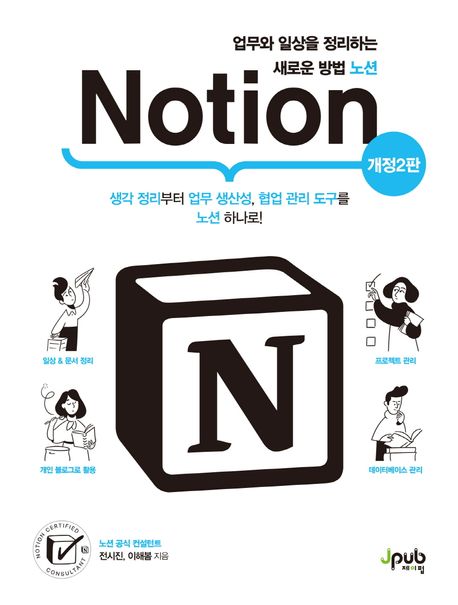 업무와 일상을 정리하는
새로운 방법 노션
Notion
개정2판
생각 정리부터 업무 생산성, 협업 관리 도구를
노션 하나로!
일상 & 문서 정리
프로젝트 관리
N
개인 블로그로 활용
데이터베이스 관리
NOTION CERTIFIED
CONSULTANT
N
노션 공식 컨설턴트
전시진, 이해봄 지음
Jpub
제이펍